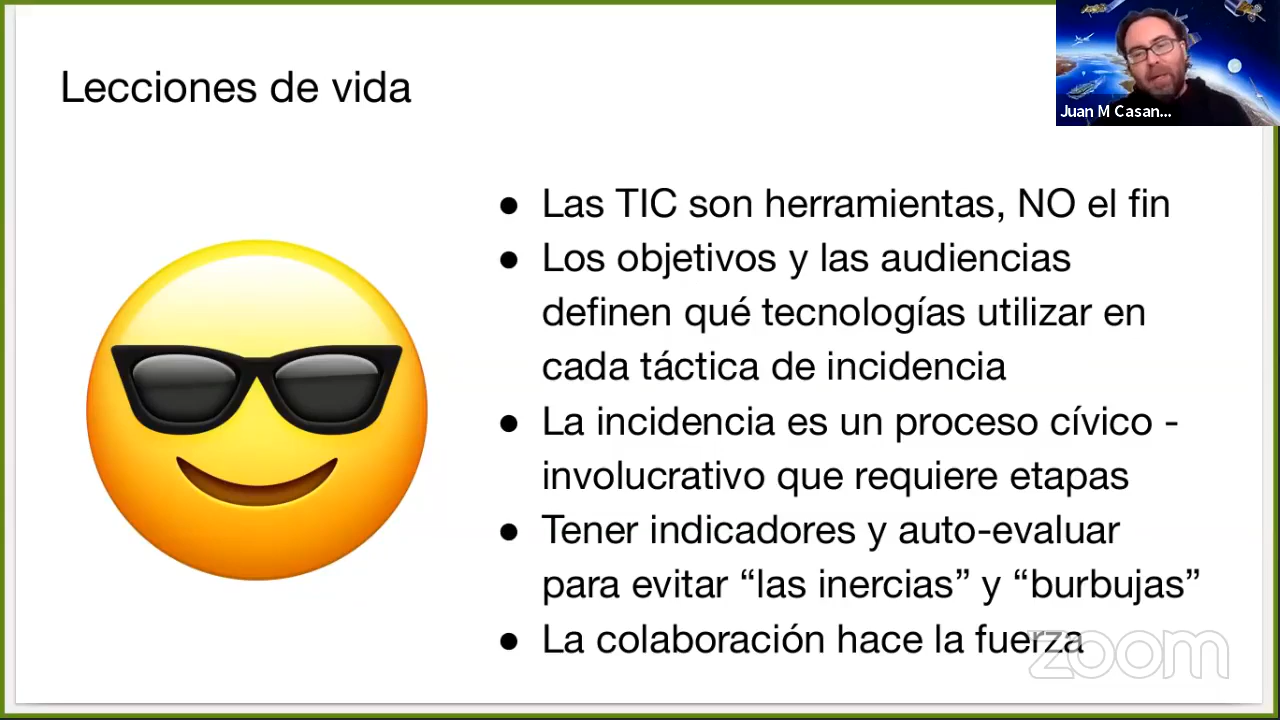 Lecciones de vida
Juan M Casan...
● Las TIC son herramientas, NO el fin
● Los objetivos y las audiencias
definen qué tecnologías utilizar en
cada táctica de incidencia
● La incidencia es un proceso cívico -
involucrativo que requiere etapas
● Tener indicadores y auto-evaluar
para evitar “las inercias” y “burbujas”
● La colaboración hace la fuerza
zoom